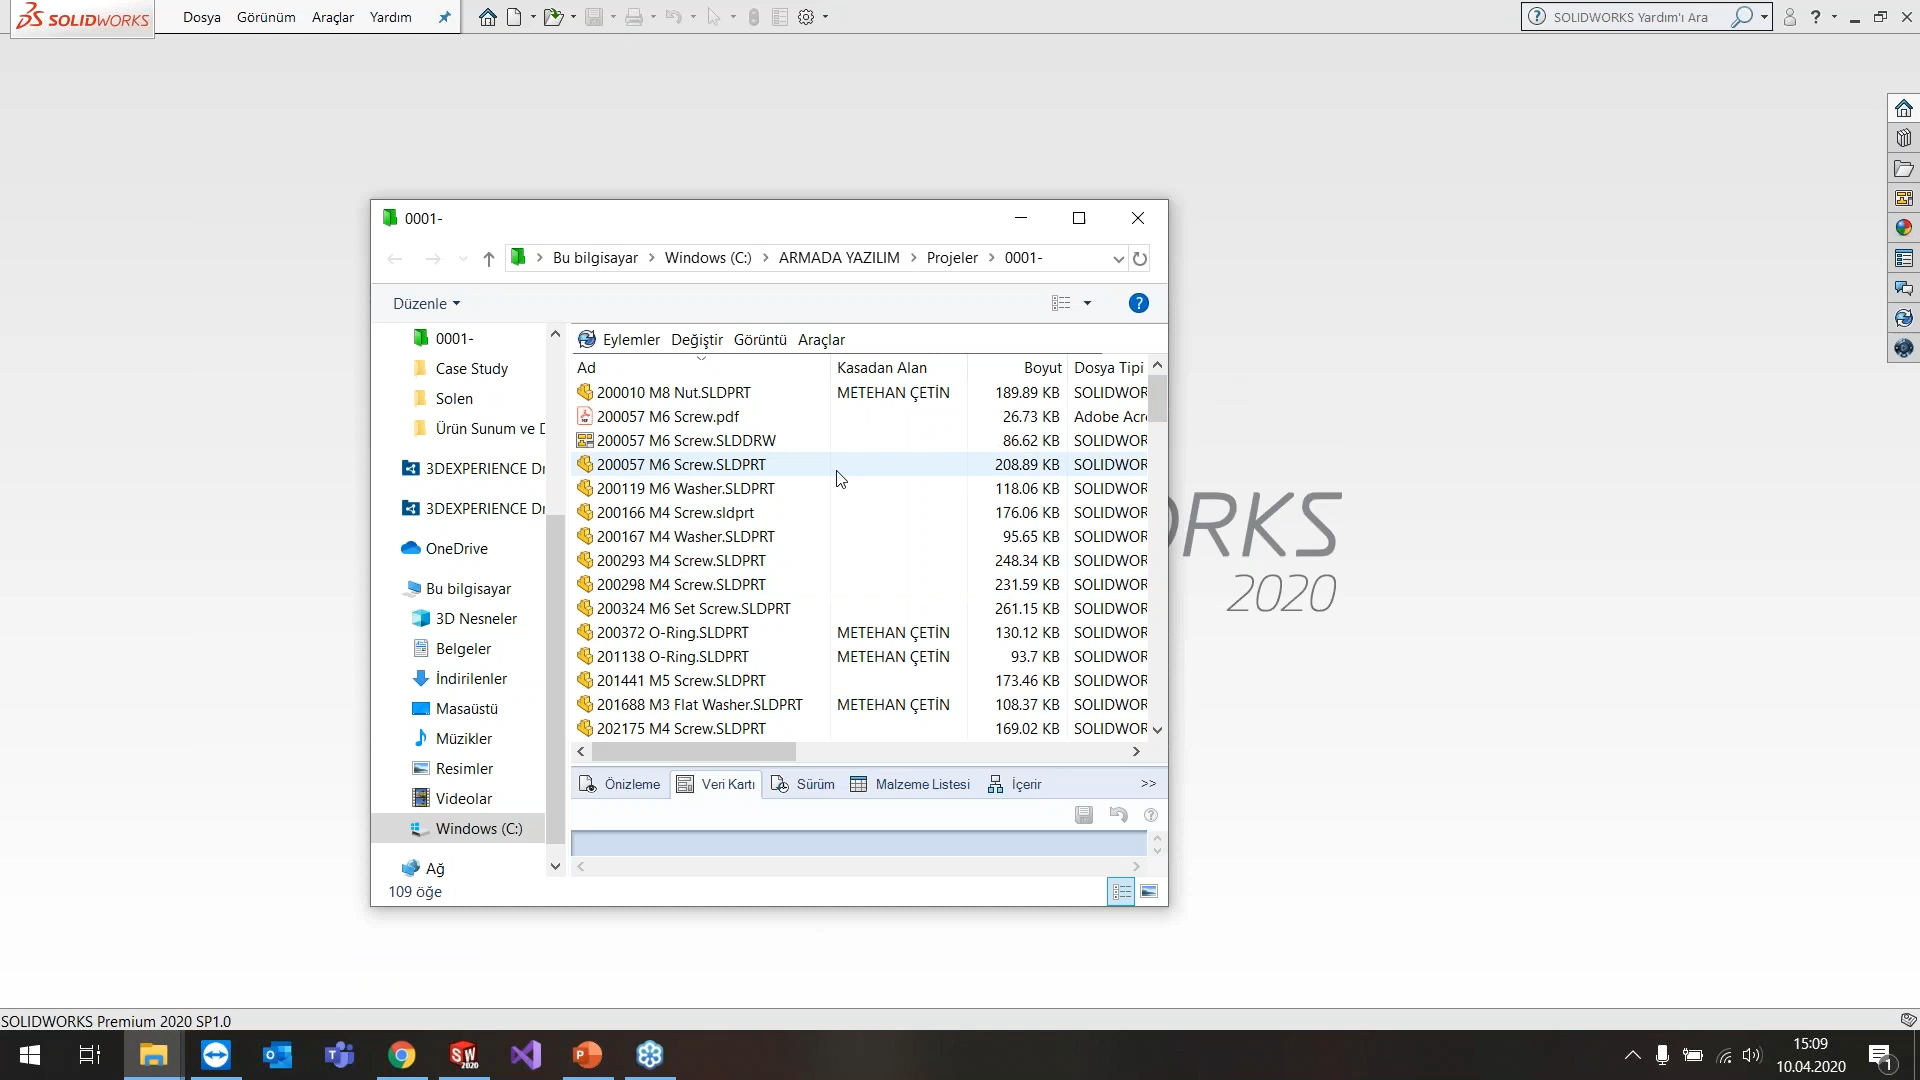 SOLIDWORKS
Dosya Görünüm Araçlar Yardım
SOLIDWORKS Yardım'ı Ara
?
ORKS
2020
0001-
Bu bilgisayar > Windows (C:) > ARMADA YAZILIM > Projeler > 0001-
Düzenle
?
0001-
Case Study
Solen
Ürün Sunum ve D
3DEXPERIENCE Dr
3DEXPERIENCE Dr
OneDrive
Bu bilgisayar
3D Nesneler
Belgeler
İndirilenler
Masaüstü
Müzikler
Resimler
Videolar
Windows (C:)
Ağ
109 öğe
Eylemler Değiştir Görüntü Araçlar
Ad Kasadan Alan Boyut Dosya Tipi
200010 M8 Nut.SLDPRT METEHAN ÇETİN 189.89 KB SOLIDWOR
200057 M6 Screw.pdf 26.73 KB Adobe Acr
200057 M6 Screw.SLDDRW 86.62 KB SOLIDWOR
200057 M6 Screw.SLDPRT 208.89 KB SOLIDWOR
200119 M6 Washer.SLDPRT 118.06 KB SOLIDWOR
200166 M4 Screw.sldprt 176.06 KB SOLIDWOR
200167 M4 Washer.SLDPRT 95.65 KB SOLIDWOR
200293 M4 Screw.SLDPRT 248.34 KB SOLIDWOR
200298 M4 Screw.SLDPRT 231.59 KB SOLIDWOR
200324 M6 Set Screw.SLDPRT 261.15 KB SOLIDWOR
200372 O-Ring.SLDPRT METEHAN ÇETİN 130.12 KB SOLIDWOR
201138 O-Ring.SLDPRT METEHAN ÇETİN 93.7 KB SOLIDWOR
201441 M5 Screw.SLDPRT 173.46 KB SOLIDWOR
201688 M3 Flat Washer.SLDPRT METEHAN ÇETİN 108.37 KB SOLIDWOR
202175 M4 Screw.SLDPRT 169.02 KB SOLIDWOR
Önizleme Veri Kartı Sürüm Malzeme Listesi İçerir >>
SOLIDWORKS Premium 2020 SP1.0
15:09
10.04.2020
1